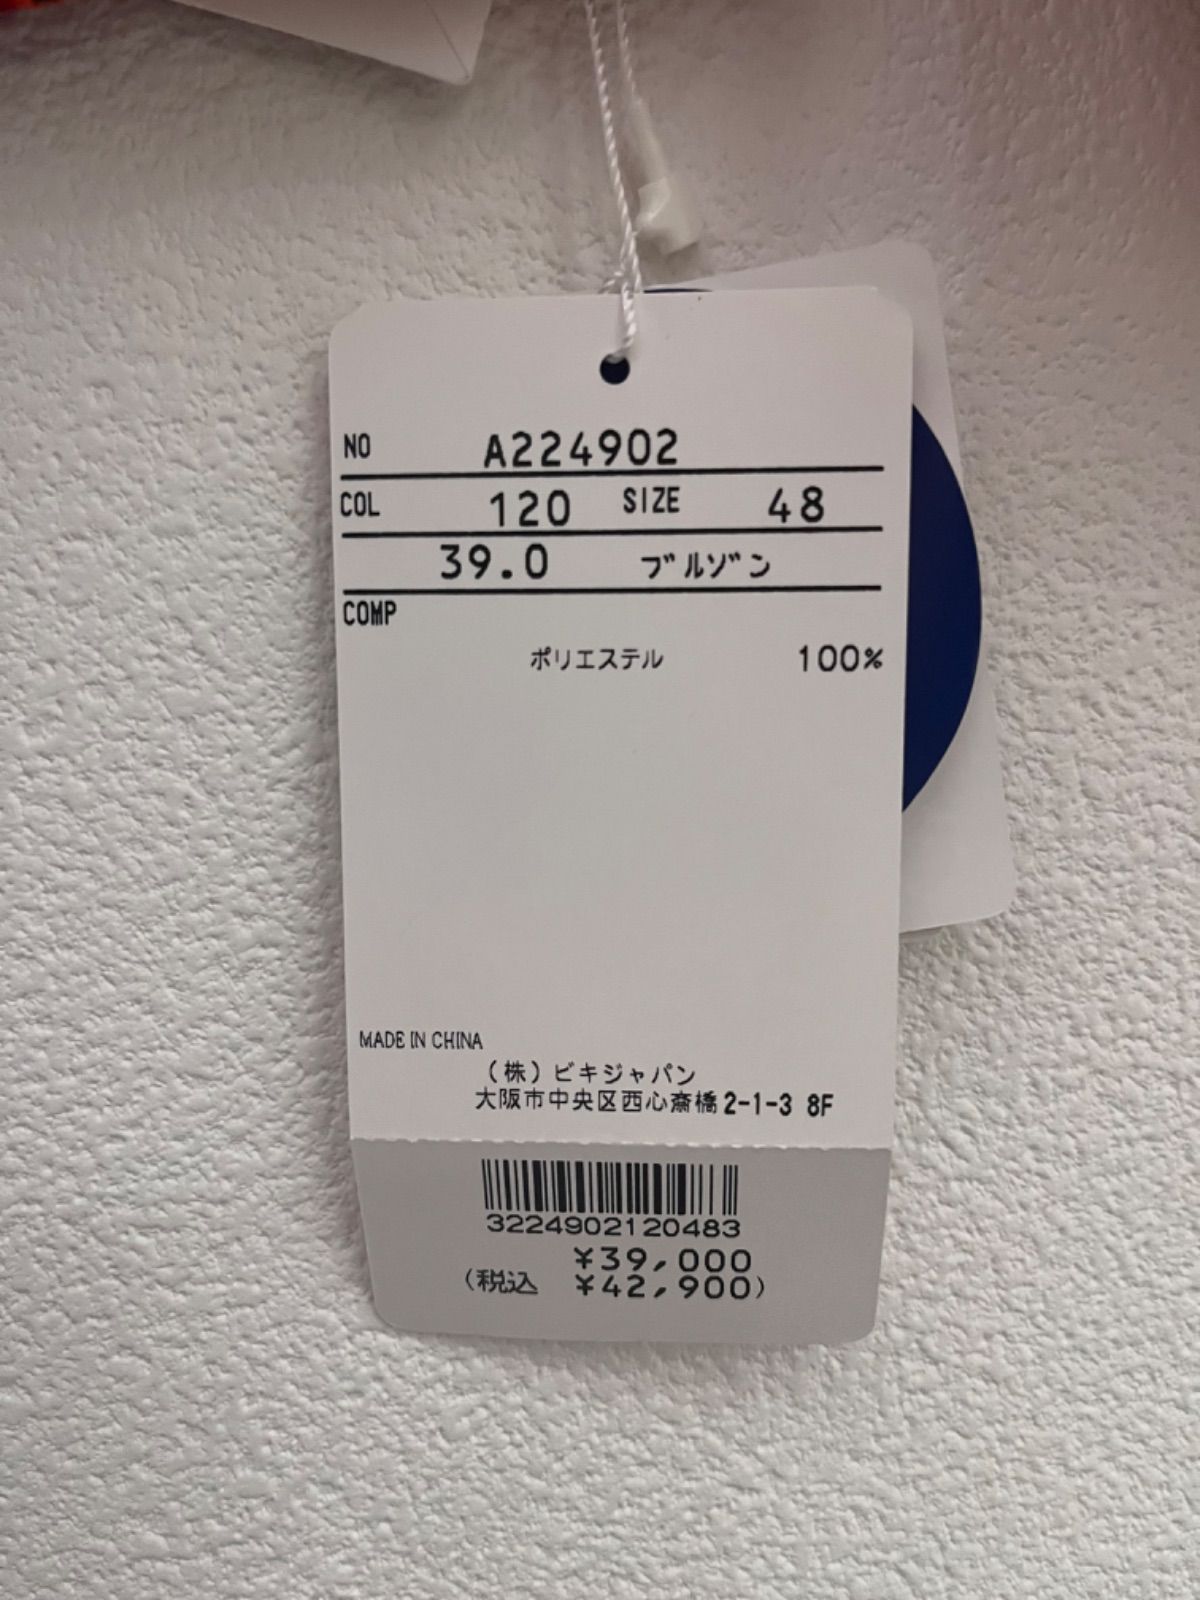 NO A224902
COL 120 SIZE 48
39.0 ブルゾン
COMP
ポリエステル 100%
MADE IN CHINA
(株)ビキジャパン
大阪市中央区西心斎橋2-1-3 8F
3224902120483
¥39,000
(税込 ¥42,900)